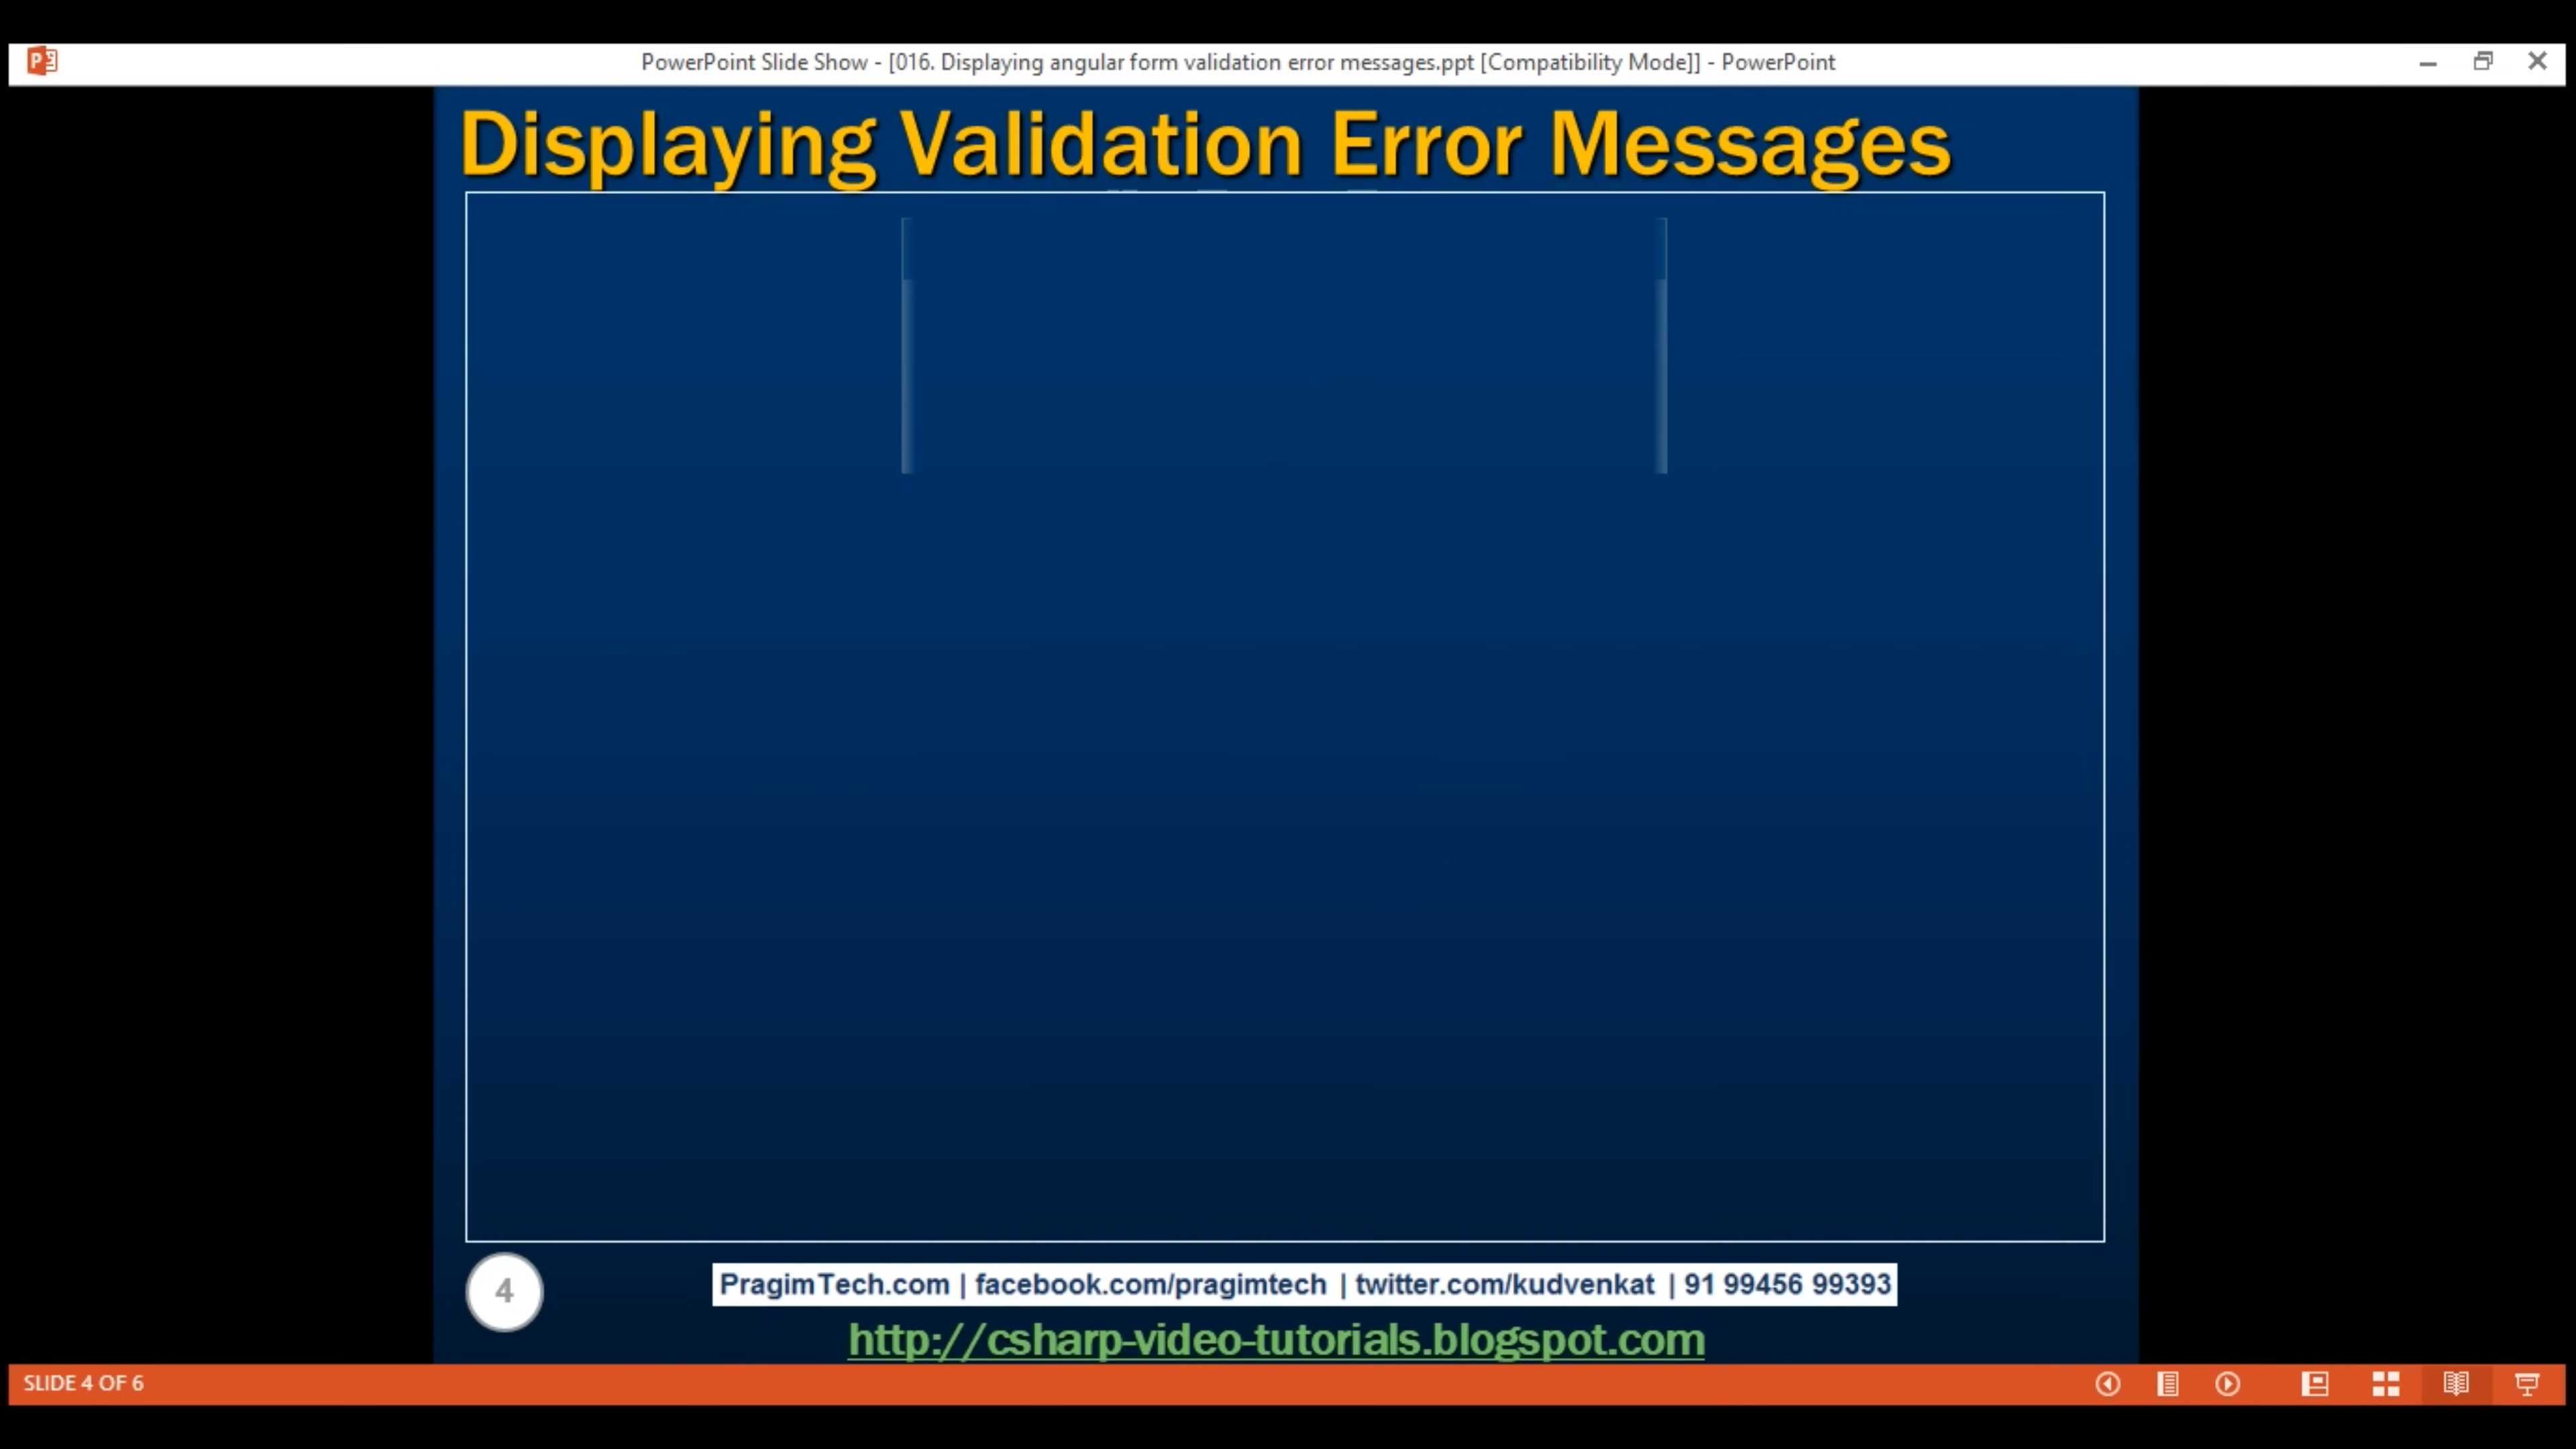 PowerPoint Slide Show - [016. Displaying angular form validation error messages.ppt [Compatibility Mode]] - PowerPoint
Displaying Validation Error Messages
4
PragimTech.com | facebook.com/pragimtech | twitter.com/kudvenkat | 91 99456 99393
http://csharp-video-tutorials.blogspot.com
SLIDE 4 OF 6